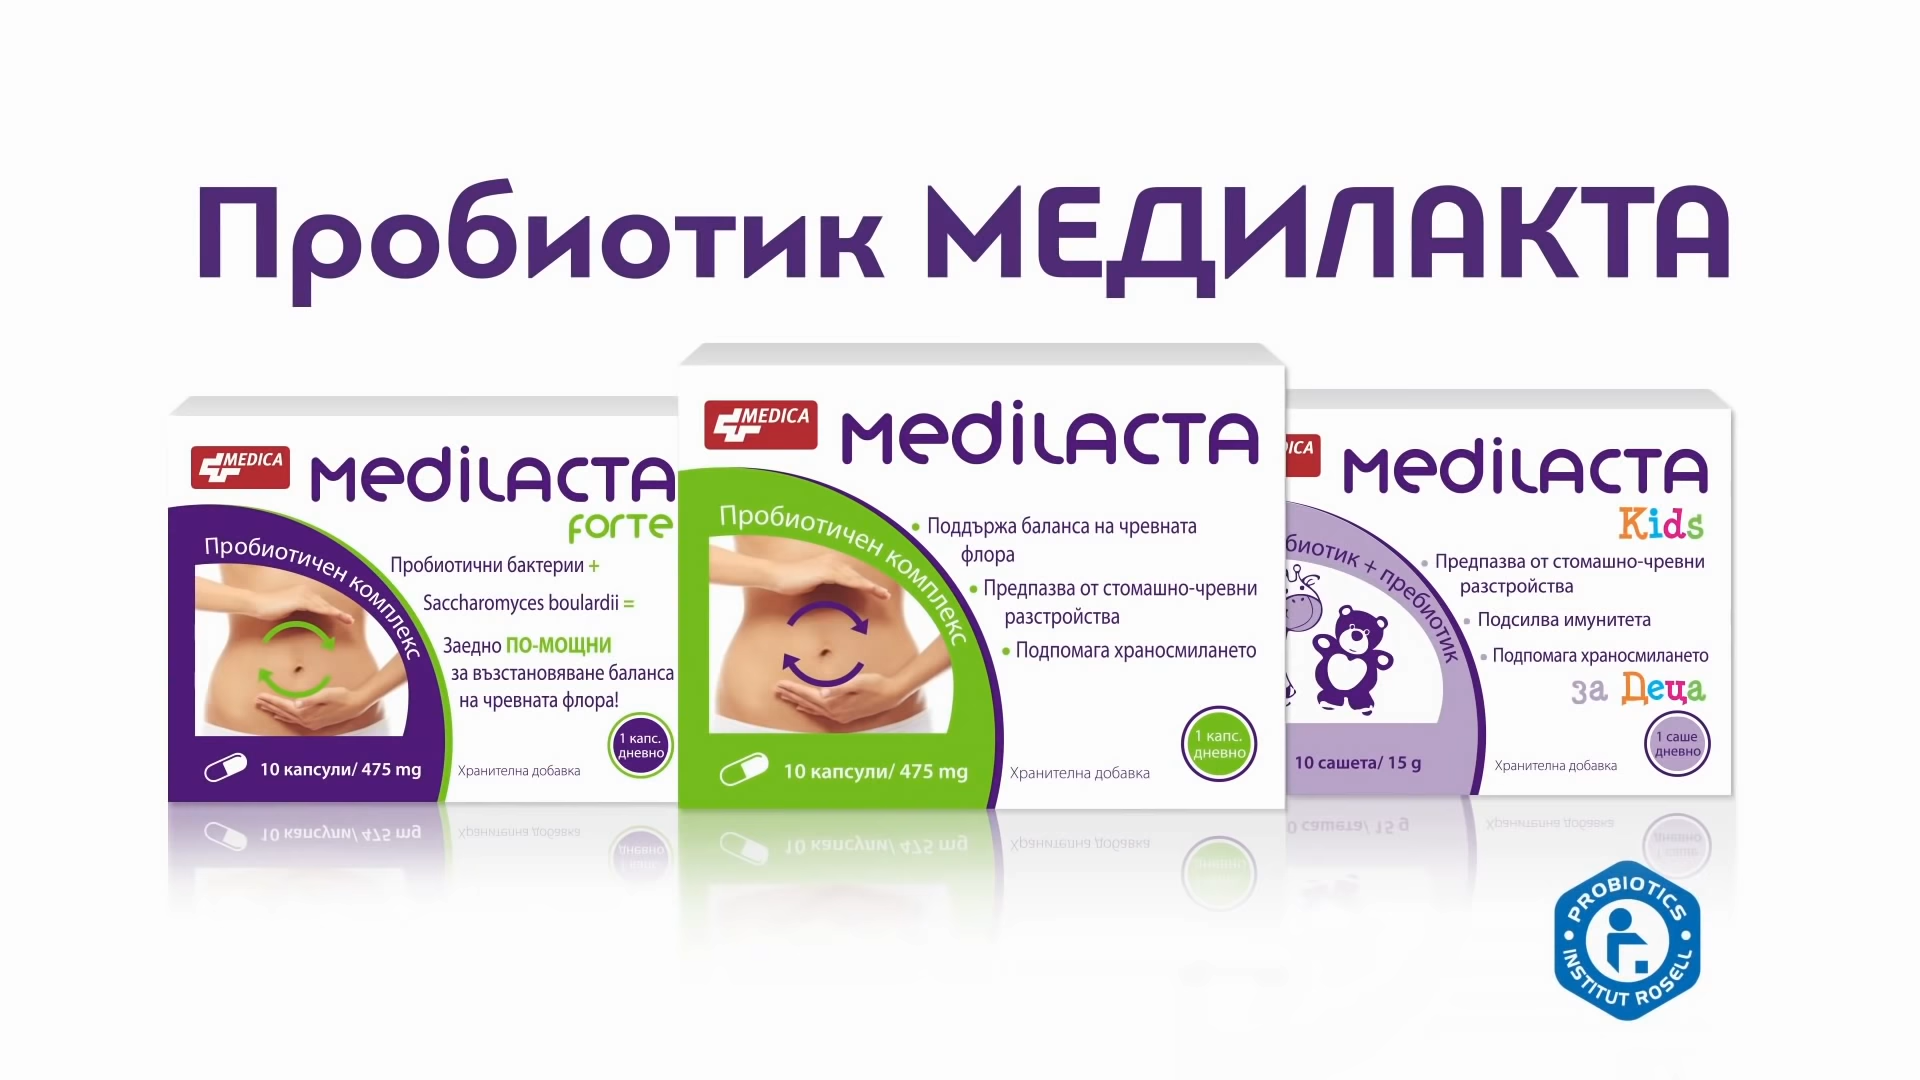 Пробиотик МЕДИЛАКТА
MEDICA
меdiLACTA
forte
Пробиотичен комплекс
Пробиотични бактерии +
Saccharomyces boulardii =
Заедно ПО-МОЩНИ
за възстановяване баланса
на чревната флора!
1 капс.
дневно
10 капсули/ 475 mg
Хранителна добавка
MEDICA
меdiLACTA
Пробиотичен комплекс
• Поддържа баланса на чревната
флора
• Предпазва от стомашно-чревни
разстройства
• Подпомага храносмилането
1 капс.
дневно
10 капсули/ 475 mg
Хранителна добавка
ICA
меdiLACTA
Kids
биотик + пребиотик
• Предпазва от стомашно-чревни
разстройства
• Подсилва имунитета
• Подпомага храносмилането
за Деца
1 саше
дневно
10 сашета/ 15 g
Хранителна добавка
PROBIOTICS
INSTITUT ROSELL